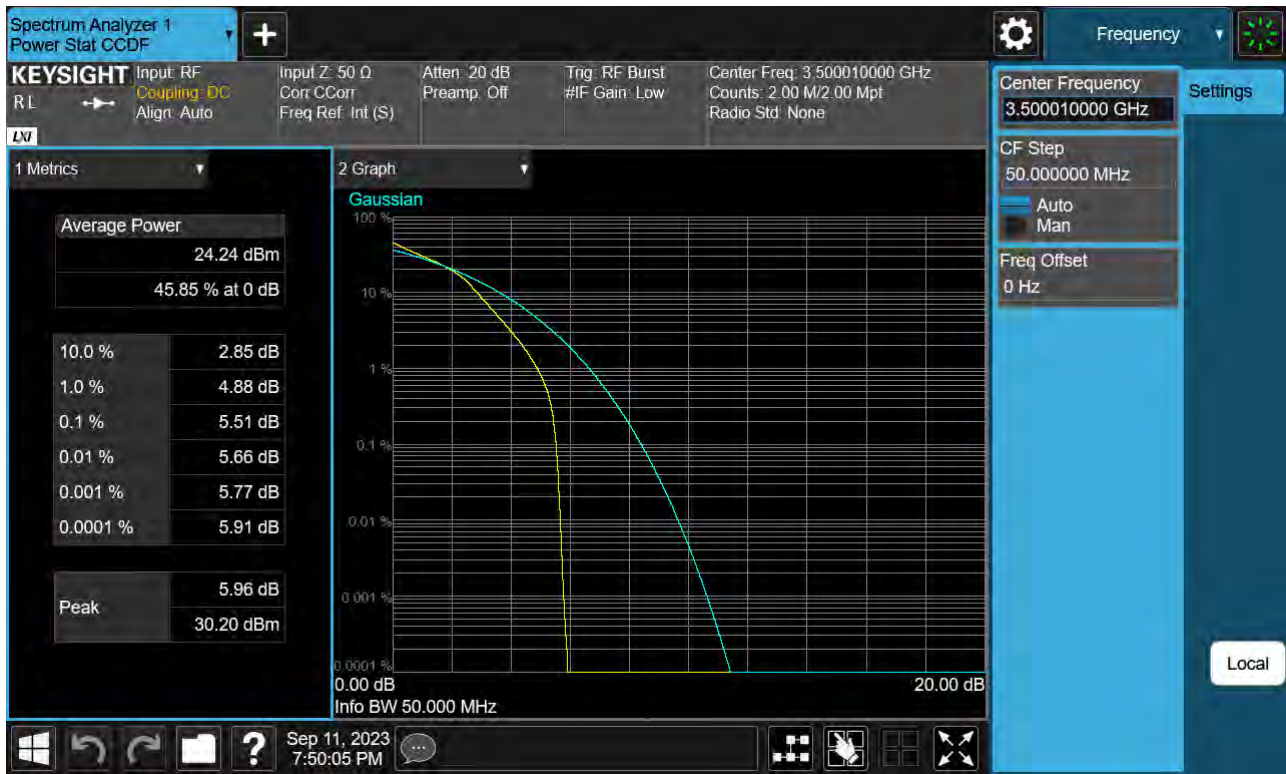 Spectrum Analyzer 1
Power Stat CCDF
Frequency
KEYSIGHT
RL
LXI
Input: RF
Coupling: DC
Align: Auto
Input Z: 50 Ω
Corr CCorr
Freq Ref: Int (S)
Atten: 20 dB
Preamp: Off
Trig: RF Burst
#IF Gain: Low
Center Freq: 3.500010000 GHz
Counts: 2.00 M/2.00 Mpt
Radio Std: None
Center Frequency
3.500010000 GHz
Settings
CF Step
50.000000 MHz
Auto
Man
Freq Offset
0 Hz
Local
1 Metrics
Average Power
24.24 dBm
45.85 % at 0 dB
10.0 % 2.85 dB
1.0 % 4.88 dB
0.1 % 5.51 dB
0.01 % 5.66 dB
0.001 % 5.77 dB
0.0001 % 5.91 dB
Peak
5.96 dB
30.20 dBm
2 Graph
Gaussian
100 %
10 %
1 %
0.1 %
0.01 %
0.001 %
0.0001 %
0.00 dB 20.00 dB
Info BW 50.000 MHz
?
Sep 11, 2023
7:50:05 PM